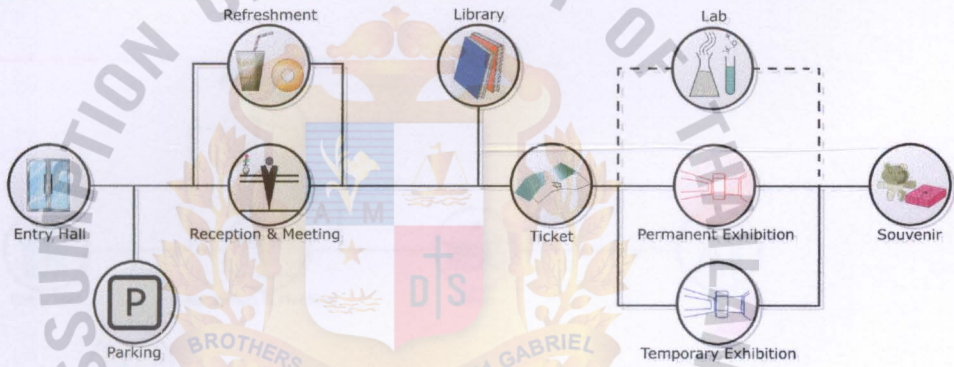 Refreshment
Library
Lab
Entry Hall
Reception & Meeting
Ticket
Permanent Exhibition
Souvenir
P
Parking
Temporary Exhibition
A M
D S
BROTHERS
GABRIEL